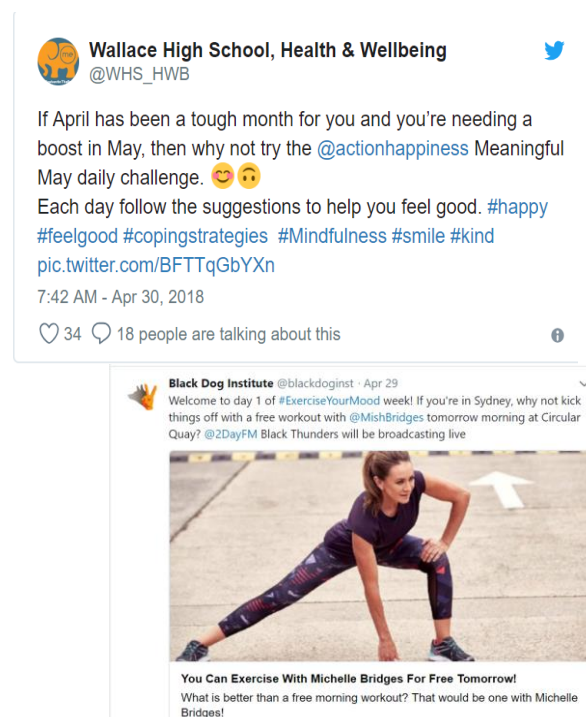 me
Wallace High School, Health & Wellbeing
@WHS_HWB
If April has been a tough month for you and you're needing a
boost in May, then why not try the @actionhappiness Meaningful
May daily challenge. 😊🙃
Each day follow the suggestions to help you feel good. #happy
#feelgood #copingstrategies #Mindfulness #smile #kind
pic.twitter.com/BFTTqGbYXn
7:42 AM - Apr 30, 2018
34 18 people are talking about this
Black Dog Institute @blackdoginst · Apr 29
Welcome to day 1 of #ExerciseYourMood week! If you're in Sydney, why not kick
things off with a free workout with @MishBridges tomorrow morning at Circular
Quay? @2DayFM Black Thunders will be broadcasting live
You Can Exercise With Michelle Bridges For Free Tomorrow!
What is better than a free morning workout? That would be one with Michelle
Bridges!